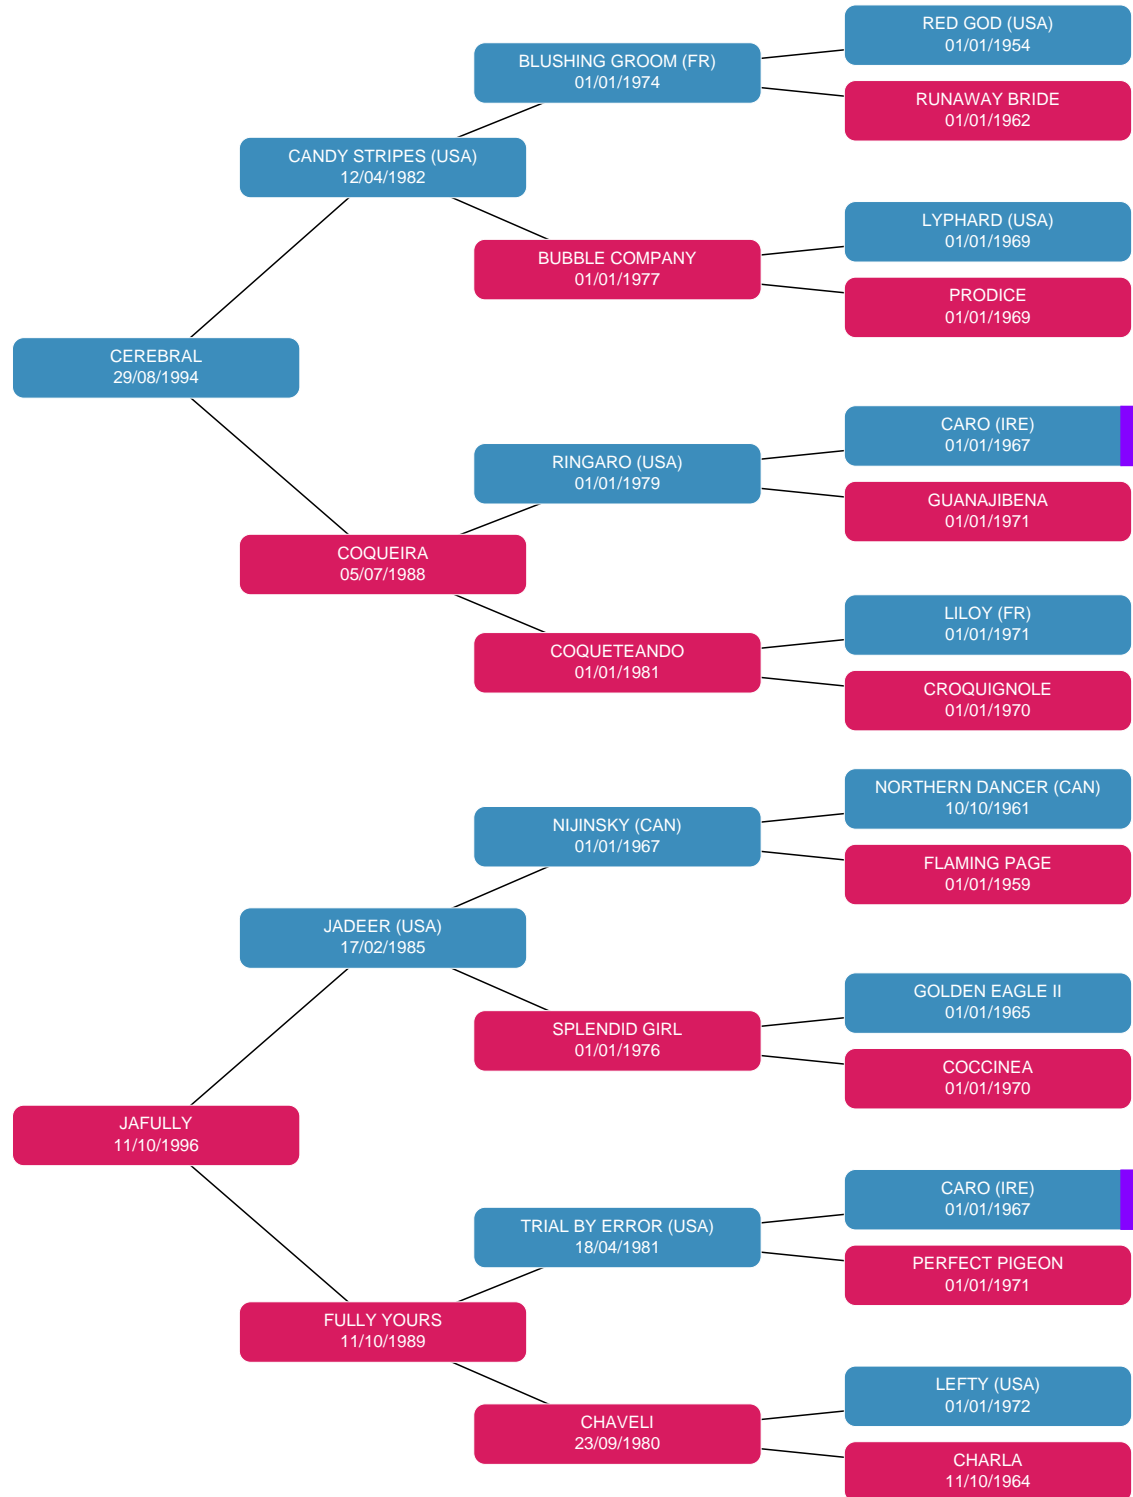 RED GOD (USA)
01/01/1954
BLUSHING GROOM (FR)
01/01/1974
RUNAWAY BRIDE
01/01/1962
CANDY STRIPES (USA)
12/04/1982
LYPHARD (USA)
01/01/1969
BUBBLE COMPANY
01/01/1977
PRODICE
01/01/1969
CEREBRAL
29/08/1994
CARO (IRE)
01/01/1967
RINGARO (USA)
01/01/1979
GUANAJIBENA
01/01/1971
COQUEIRA
05/07/1988
LILOY (FR)
01/01/1971
COQUETEANDO
01/01/1981
CROQUIGNOLE
01/01/1970
NORTHERN DANCER (CAN)
10/10/1961
NIJINSKY (CAN)
01/01/1967
FLAMING PAGE
01/01/1959
JADEER (USA)
17/02/1985
GOLDEN EAGLE II
01/01/1965
SPLENDID GIRL
01/01/1976
COCCINEA
01/01/1970
JAFULLY
11/10/1996
CARO (IRE)
01/01/1967
TRIAL BY ERROR (USA)
18/04/1981
PERFECT PIGEON
01/01/1971
FULLY YOURS
11/10/1989
LEFTY (USA)
01/01/1972
CHAVELI
23/09/1980
CHARLA
11/10/1964